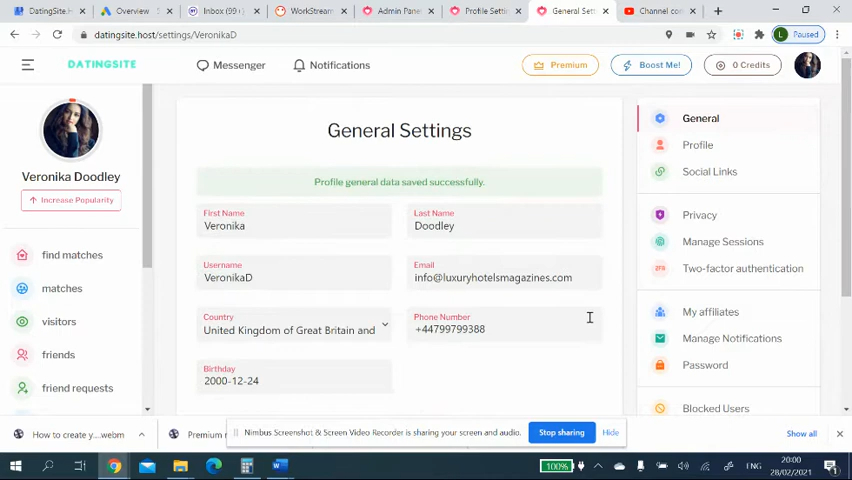 DatingSite.H
Overview
Inbox (99+
WorkStream
Admin Pane
Profile Setti
General Sett
Channel con
datingsite.host/settings/VeronikaD
Paused
DATINGSITE
Messenger
Notifications
Premium
Boost Me!
0 Credits
Veronika Doodley
Increase Popularity
find matches
matches
visitors
friends
friend requests
General Settings
Profile general data saved successfully.
First Name
Veronika
Last Name
Doodley
Username
VeronikaD
Email
info@luxuryhotelsmagazines.com
Country
United Kingdom of Great Britain and
Phone Number
+44799799388
Birthday
2000-12-24
General
Profile
Social Links
Privacy
Manage Sessions
Two-factor authentication
My affiliates
Manage Notifications
Password
Blocked Users
How to create y....webm
Premium m
Nimbus Screenshot & Screen Video Recorder is sharing your screen and audio.
Stop sharing
Hide
Show all
100%
ENG
20:00
28/02/2021